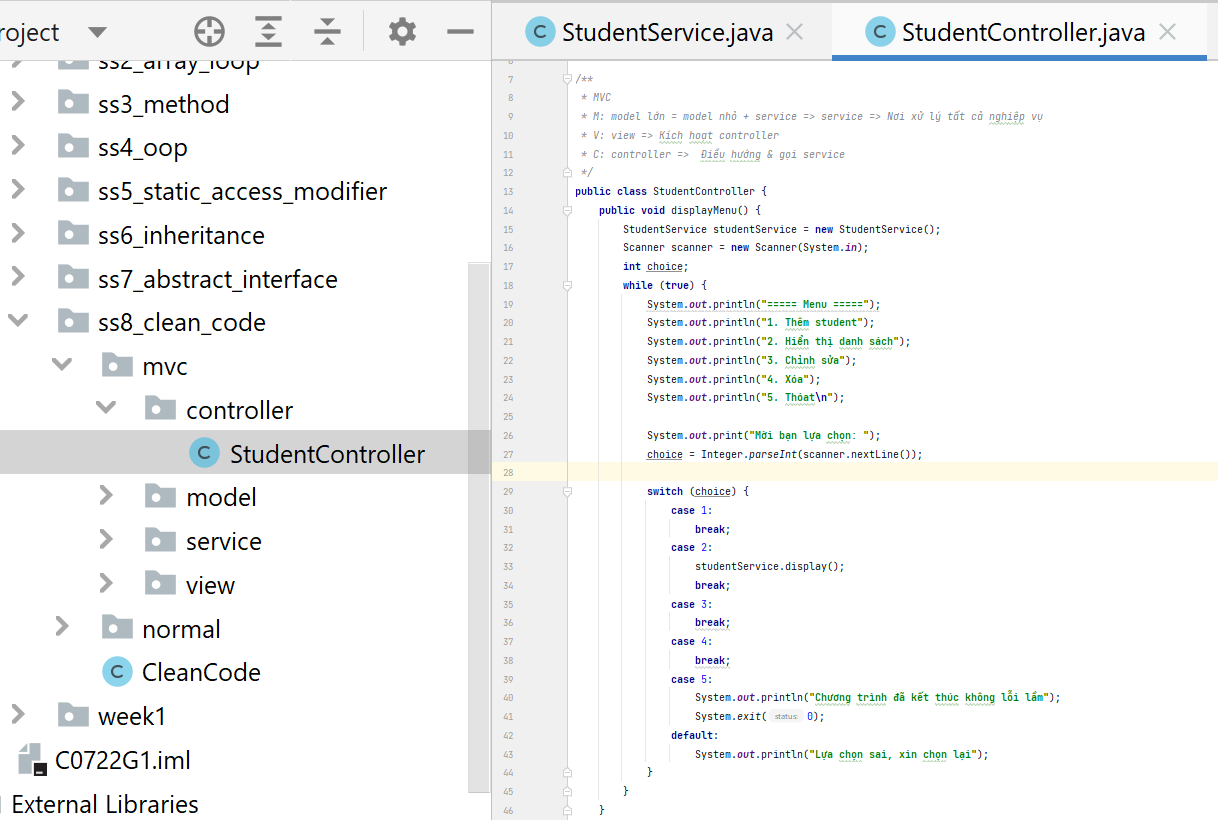 roject
StudentService.java
StudentController.java
ss2_array_loop
ss3_method
ss4_oop
ss5_static_access_modifier
ss6_inheritance
ss7_abstract_interface
ss8_clean_code
mvc
controller
C StudentController
model
service
view
normal
C CleanCode
week1
C0722G1.iml
External Libraries
6
7 /**
8 * MVC
9 * M: model lớn = model nhỏ + service => service => Nơi xử lý tất cả nghiệp vụ
10 * V: view => Kích hoạt controller
11 * C: controller => Điều hướng & gọi service
12 */
13 public class StudentController {
14 public void displayMenu() {
15 StudentService studentService = new StudentService();
16 Scanner scanner = new Scanner(System.in);
17 int choice;
18 while (true) {
19 System.out.println("===== Menu =====");
20 System.out.println("1. Thêm student");
21 System.out.println("2. Hiển thị danh sách");
22 System.out.println("3. Chỉnh sửa");
23 System.out.println("4. Xóa");
24 System.out.println("5. Thóat\n");
25
26 System.out.print("Mời bạn lựa chọn: ");
27 choice = Integer.parseInt(scanner.nextLine());
28
29 switch (choice) {
30 case 1:
31 break;
32 case 2:
33 studentService.display();
34 break;
35 case 3:
36 break;
37 case 4:
38 break;
39 case 5:
40 System.out.println("Chương trình đã kết thúc không lỗi lầm");
41 System.exit( status: 0);
42 default:
43 System.out.println("Lựa chọn sai, xin chọn lại");
44 }
45 }
46 }